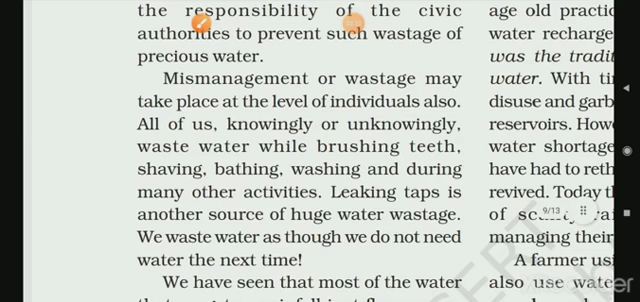 the responsibility of the civic
authorities to prevent such wastage of
precious water.
Mismanagement or wastage may
take place at the level of individuals also.
All of us, knowingly or unknowingly,
waste water while brushing teeth,
shaving, bathing, washing and during
many other activities. Leaking taps is
another source of huge water wastage.
We waste water as though we do not need
water the next time!
We have seen that most of the water
age old practic
water recharge
was the tradit
water. With ti
disuse and garb
reservoirs. How
water shortage
have had to reth
revived. Today t
of
9/13
managing their
A farmer usi
also use wate